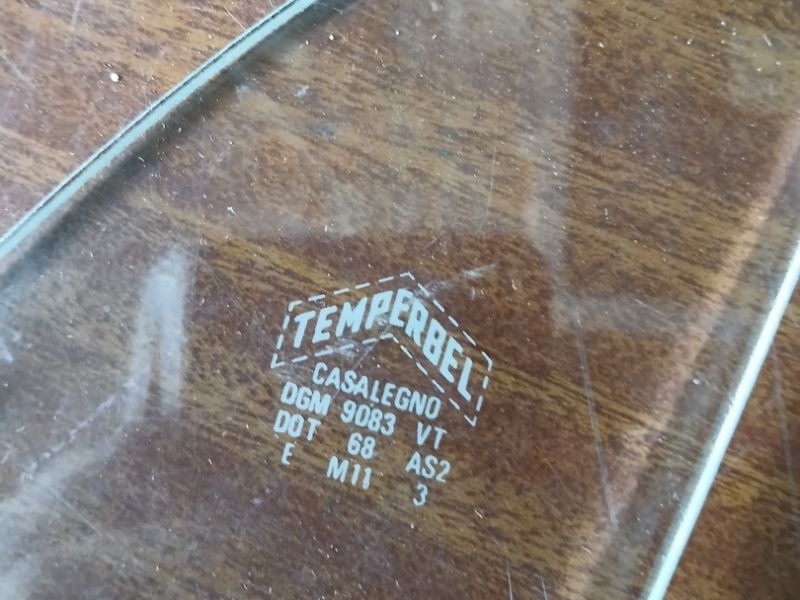 TEMPERBEL
CASALEGNO
DGM 9083 VT
DOT 68 AS2
E M11 3